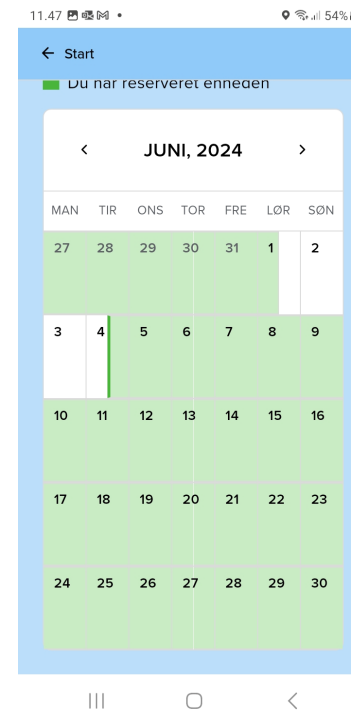 11.47 54%
Start
Du har reserveret enheden
JUNI, 2024
MAN TIR ONS TOR FRE LØR SØN
27 28 29 30 31 1 2
3 4 5 6 7 8 9
10 11 12 13 14 15 16
17 18 19 20 21 22 23
24 25 26 27 28 29 30